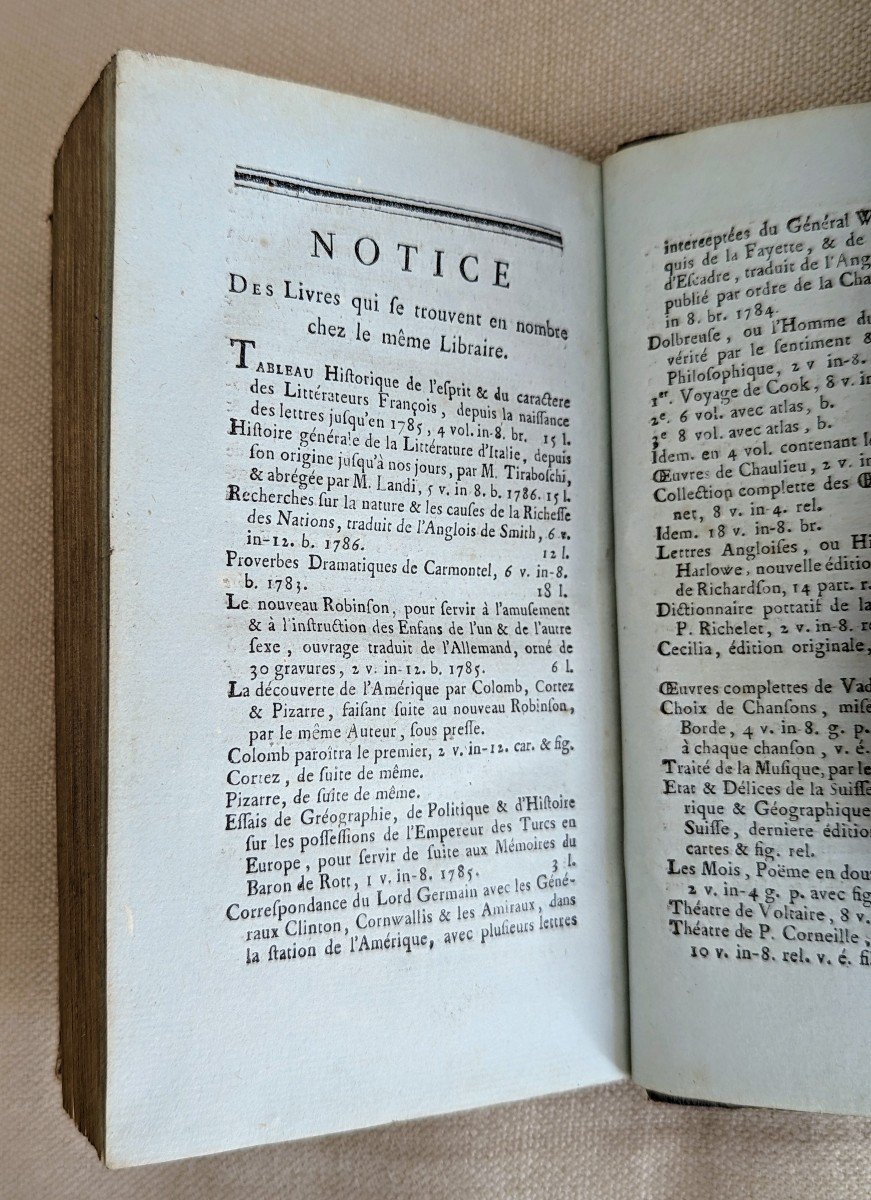 NOTICE
DES Livres qui ſe trouvent en nombre
chez le même Libraire.
TABLEAU Hiſtorique de l'eſprit & du caractere
des Littérateurs François, depuis la naiſſance
des lettres juſqu'en 1785, 4 vol. in-8. br. 15 l.
Hiſtoire générale de la Littérature d'Italie, depuis
ſon origine juſqu'à nos jours, par M. Tiraboſchi,
& abrégée par M. Landi, 5 v. in 8. b. 1786. 15 l.
Recherches ſur la nature & les cauſes de la Richeſſe
des Nations, traduit de l'Anglois de Smith, 6 v.
in-12. b. 1786. 12 l.
Proverbes Dramatiques de Carmontel, 6 v. in-8.
b. 1783. 18 l.
Le nouveau Robinſon, pour ſervir à l'amuſement
& à l'inſtruction des Enfans de l'un & de l'autre
ſexe, ouvrage traduit de l'Allemand, orné de
30 gravures, 2 v. in-12. b. 1785. 6 l.
La découverte de l'Amérique par Colomb, Cortez
& Pizarre, faiſant ſuite au nouveau Robinſon,
par le même Auteur, ſous preſſe.
Colomb paroîtra le premier, 2 v. in-12. car. & fig.
Cortez, de ſuite de même.
Pizarre, de ſuite de même.
Eſſais de Gréographie, de Politique & d'Hiſtoire
ſur les poſſeſſions de l'Empereur des Turcs en
Europe, pour ſervir de ſuite aux Mémoires du
Baron de Rott, 1 v. in-8. 1785. 3 l.
Correſpondance du Lord Germain avec les Géné-
raux Clinton, Cornwallis & les Amiraux, dans
la ſtation de l'Amérique, avec pluſieurs lettres
interceptées du Général W
quis de la Fayette, & de
d'Eſcadre, traduit de l'Ang
publié par ordre de la Cha
in 8. br. 1784.
Dolbreuſe, ou l'Homme du
vérité par le ſentiment &
Philoſophique, 2 v in-8.
1er. Voyage de Cook, 8 v. i
2e. 6 vol. avec atlas, b.
3e 8 vol. avec atlas, b.
Idem. en 4 vol. contenant l
Œuvres de Chaulieu, 2 v. in
Collection complette des Œ
net, 8 v. in-4. rel.
Idem. 18 v. in-8. br.
Lettres Angloiſes, ou Hi
Harlowe, nouvelle éditio
de Richardſon, 14 part. r.
Dictionnaire pottatif de la
P. Richelet, 2 v. in-8. re
Cecilia, édition originale,
Œuvres complettes de Vad
Choix de Chanſons, miſe
Borde, 4 v. in-8. g. p.
à chaque chanſon, v. é.
Traité de la Muſique, par le
Etat & Délices de la Suiſſe
rique & Géographique
Suiſſe, derniere éditio
cartes & fig. rel.
Les Mois, Poëme en dou
2 v. in-4 g. p. avec fig
Théatre de Voltaire, 8 v.
Théatre de P. Corneille,
10 v. in-8. rel. v. é. fi